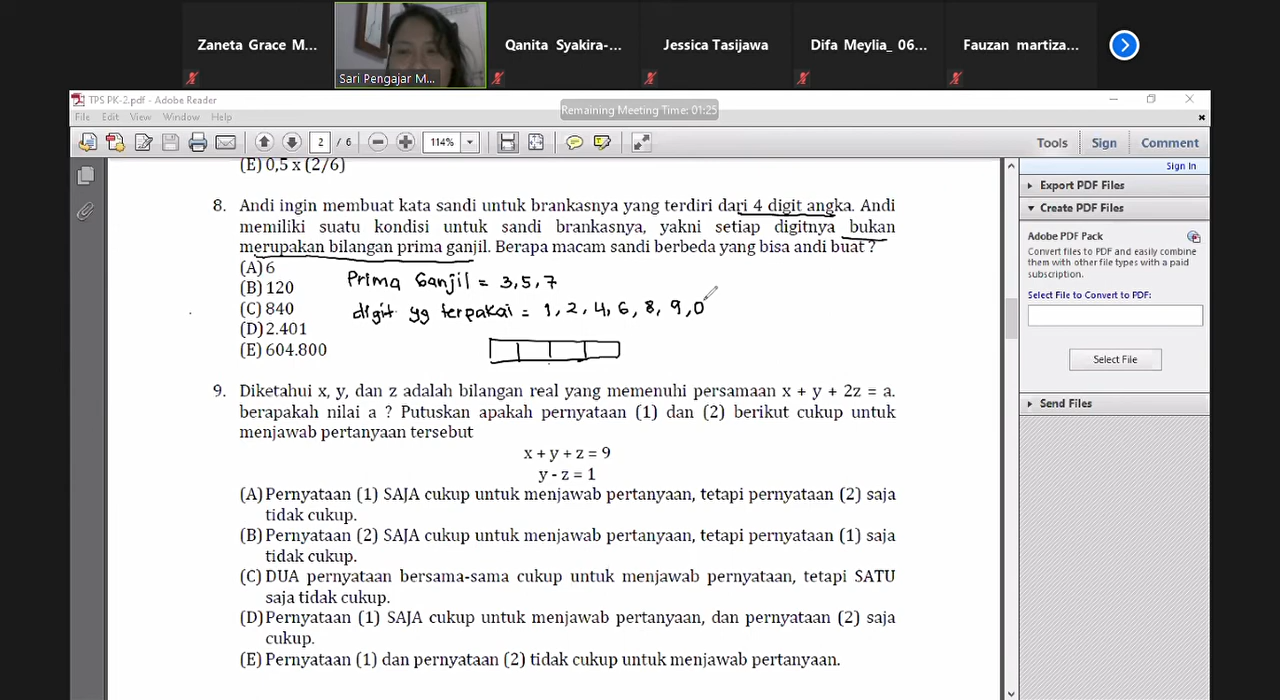 Zaneta Grace M...
Sari Pengajar M...
Qanita Syakira-...
Jessica Tasijawa
Difa Meylia_ 06...
Fauzan martiza...
TPS PK-2.pdf - Adobe Reader
Remaining Meeting Time: 01:25
File Edit View Window Help
2 / 6 114% Tools Sign Comment
Sign In
Export PDF Files
Create PDF Files
Adobe PDF Pack
Convert files to PDF and easily combine
them with other file types with a paid
subscription.
Select File to Convert to PDF:
Select File
Send Files
(E) 0,5 x (2/6)
8. Andi ingin membuat kata sandi untuk brankasnya yang terdiri dari 4 digit angka. Andi
memiliki suatu kondisi untuk sandi brankasnya, yakni setiap digitnya bukan
merupakan bilangan prima ganjil. Berapa macam sandi berbeda yang bisa andi buat ?
(A) 6
(B) 120
(C) 840
(D) 2.401
(E) 604.800
Prima Ganjil = 3,5,7
digit yg terpakai = 1, 2, 4, 6, 8, 9, 0
9. Diketahui x, y, dan z adalah bilangan real yang memenuhi persamaan x + y + 2z = a.
berapakah nilai a ? Putuskan apakah pernyataan (1) dan (2) berikut cukup untuk
menjawab pertanyaan tersebut
x + y + z = 9
y - z = 1
(A) Pernyataan (1) SAJA cukup untuk menjawab pertanyaan, tetapi pernyataan (2) saja
tidak cukup.
(B) Pernyataan (2) SAJA cukup untuk menjawab pertanyaan, tetapi pernyataan (1) saja
tidak cukup.
(C) DUA pernyataan bersama-sama cukup untuk menjawab pernyataan, tetapi SATU
saja tidak cukup.
(D) Pernyataan (1) SAJA cukup untuk menjawab pertanyaan, dan pernyataan (2) saja
cukup.
(E) Pernyataan (1) dan pernyataan (2) tidak cukup untuk menjawab pertanyaan.